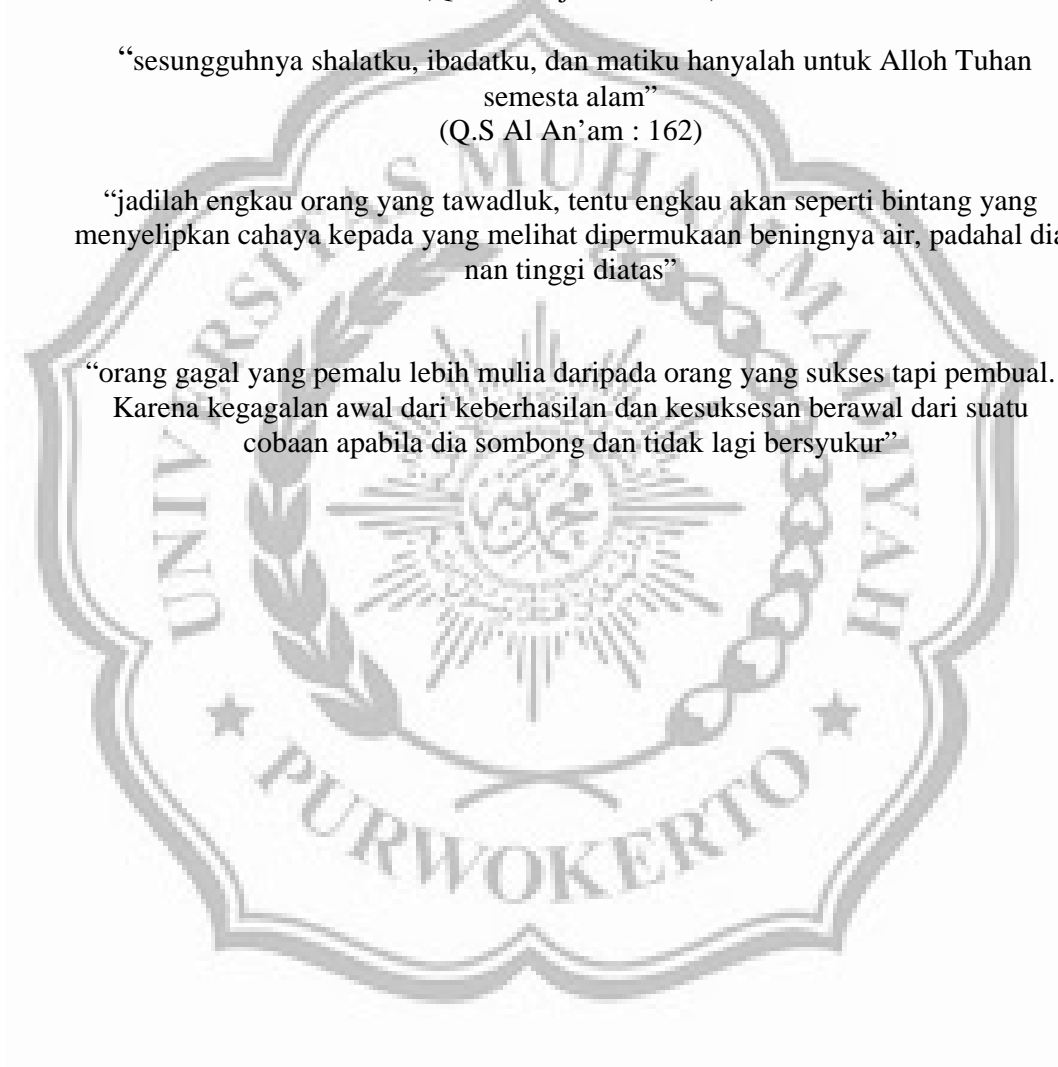 “sesungguhnya shalatku, ibadatku, dan matiku hanyalah untuk Alloh Tuhan
semesta alam”
(Q.S Al An’am : 162)
“jadilah engkau orang yang tawadluk, tentu engkau akan seperti bintang yang
menyelipkan cahaya kepada yang melihat dipermukaan beningnya air, padahal dia
nan tinggi diatas”
“orang gagal yang pemalu lebih mulia daripada orang yang sukses tapi pembual.
Karena kegagalan awal dari keberhasilan dan kesuksesan berawal dari suatu
cobaan apabila dia sombong dan tidak lagi bersyukur”
UNIVERSITAS MUHAMMADIYAH
PURWOKERTO